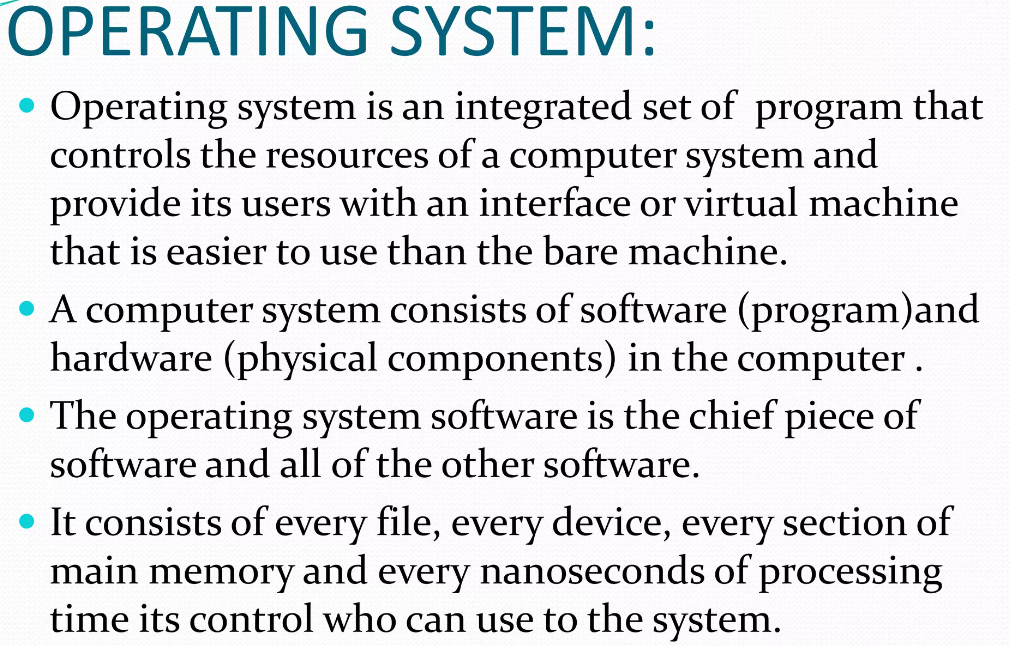 OPERATING SYSTEM:
• Operating system is an integrated set of  program that
controls the resources of a computer system and
provide its users with an interface or virtual machine
that is easier to use than the bare machine.
• A computer system consists of software (program)and
hardware (physical components) in the computer .
• The operating system software is the chief piece of
software and all of the other software.
• It consists of every file, every device, every section of
main memory and every nanoseconds of processing
time its control who can use to the system.